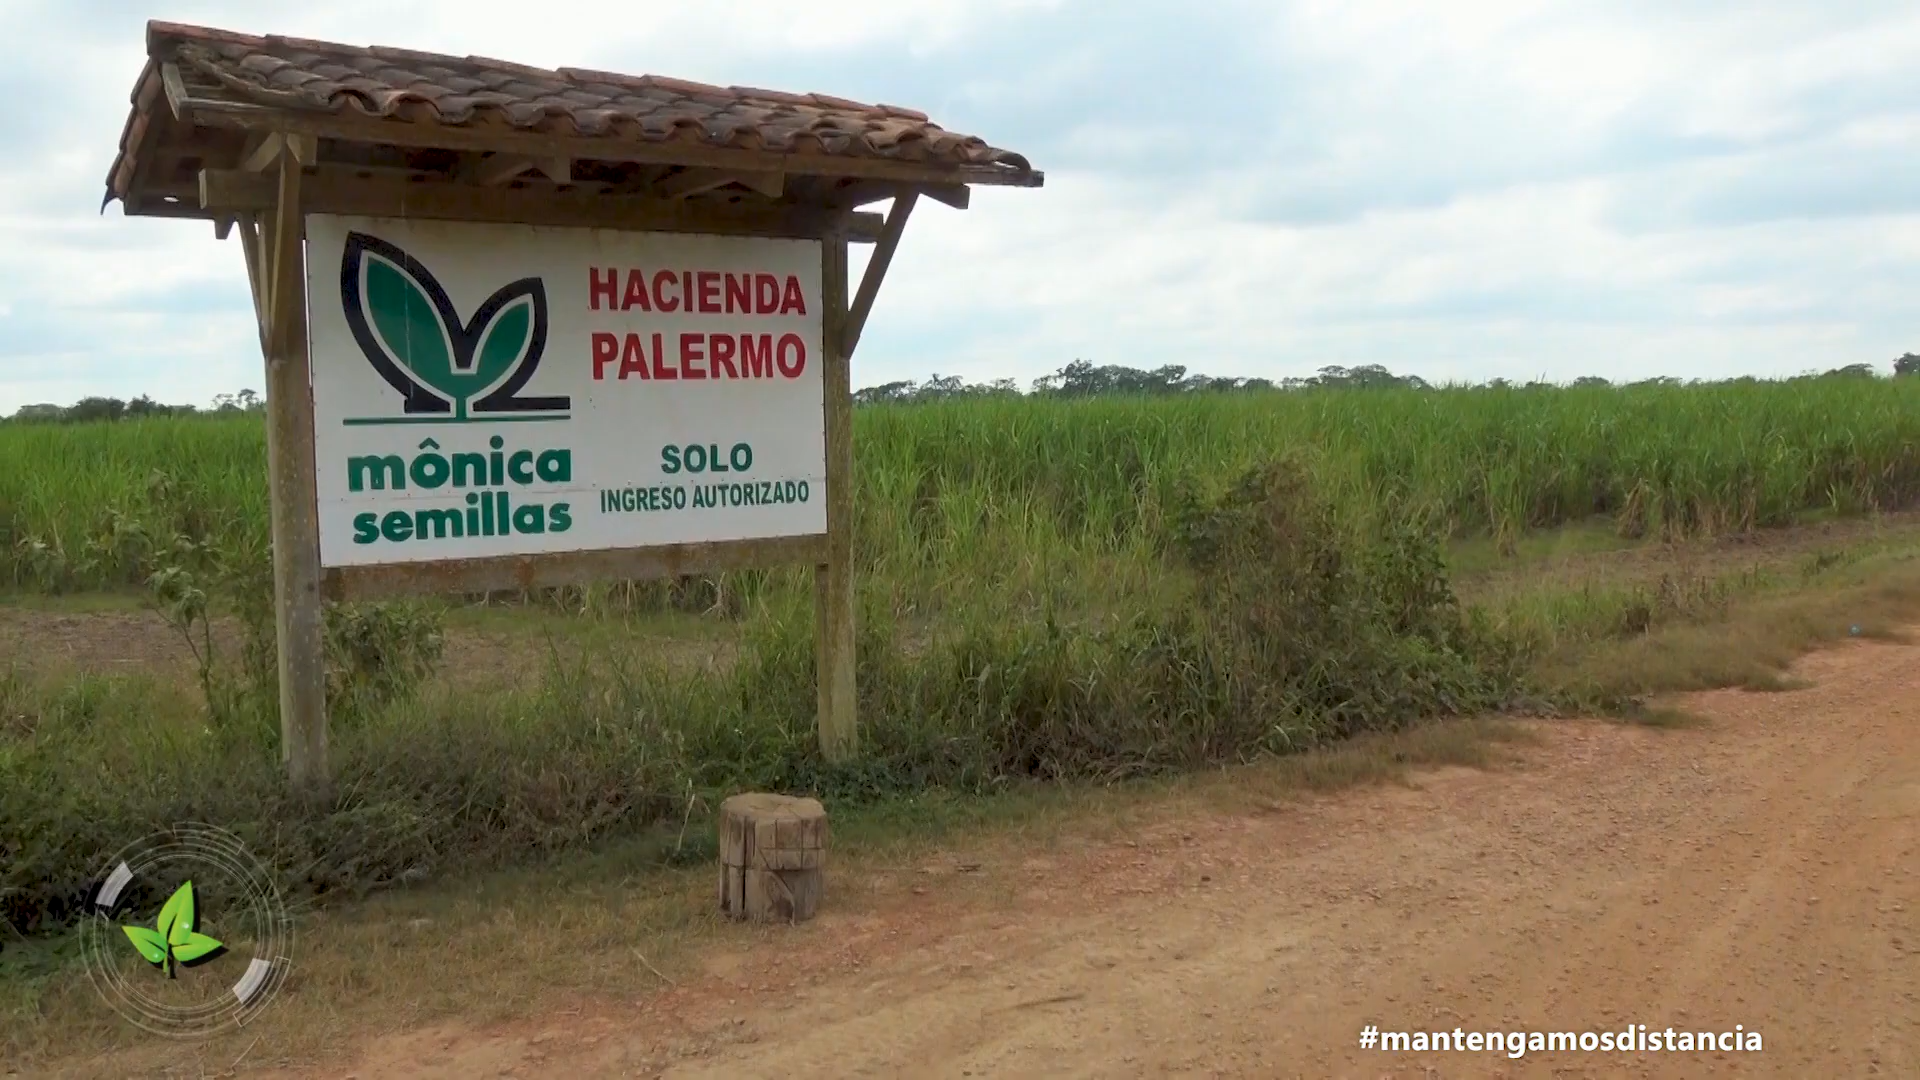 HACIENDA
PALERMO
mônica
semillas
SOLO
INGRESO AUTORIZADO
#mantengamosdistancia